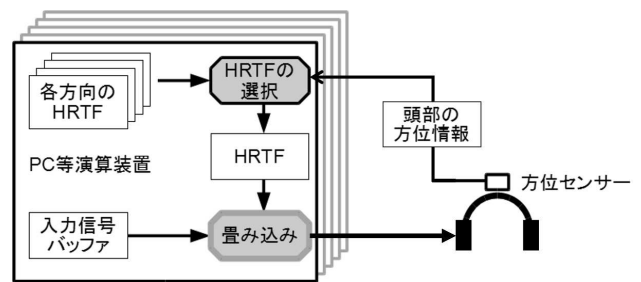 HRTFの
選択
各方向の
HRTF
頭部の
方位情報
HRTF
PC等演算装置
方位センサー
入力信号
バッファ
畳み込み